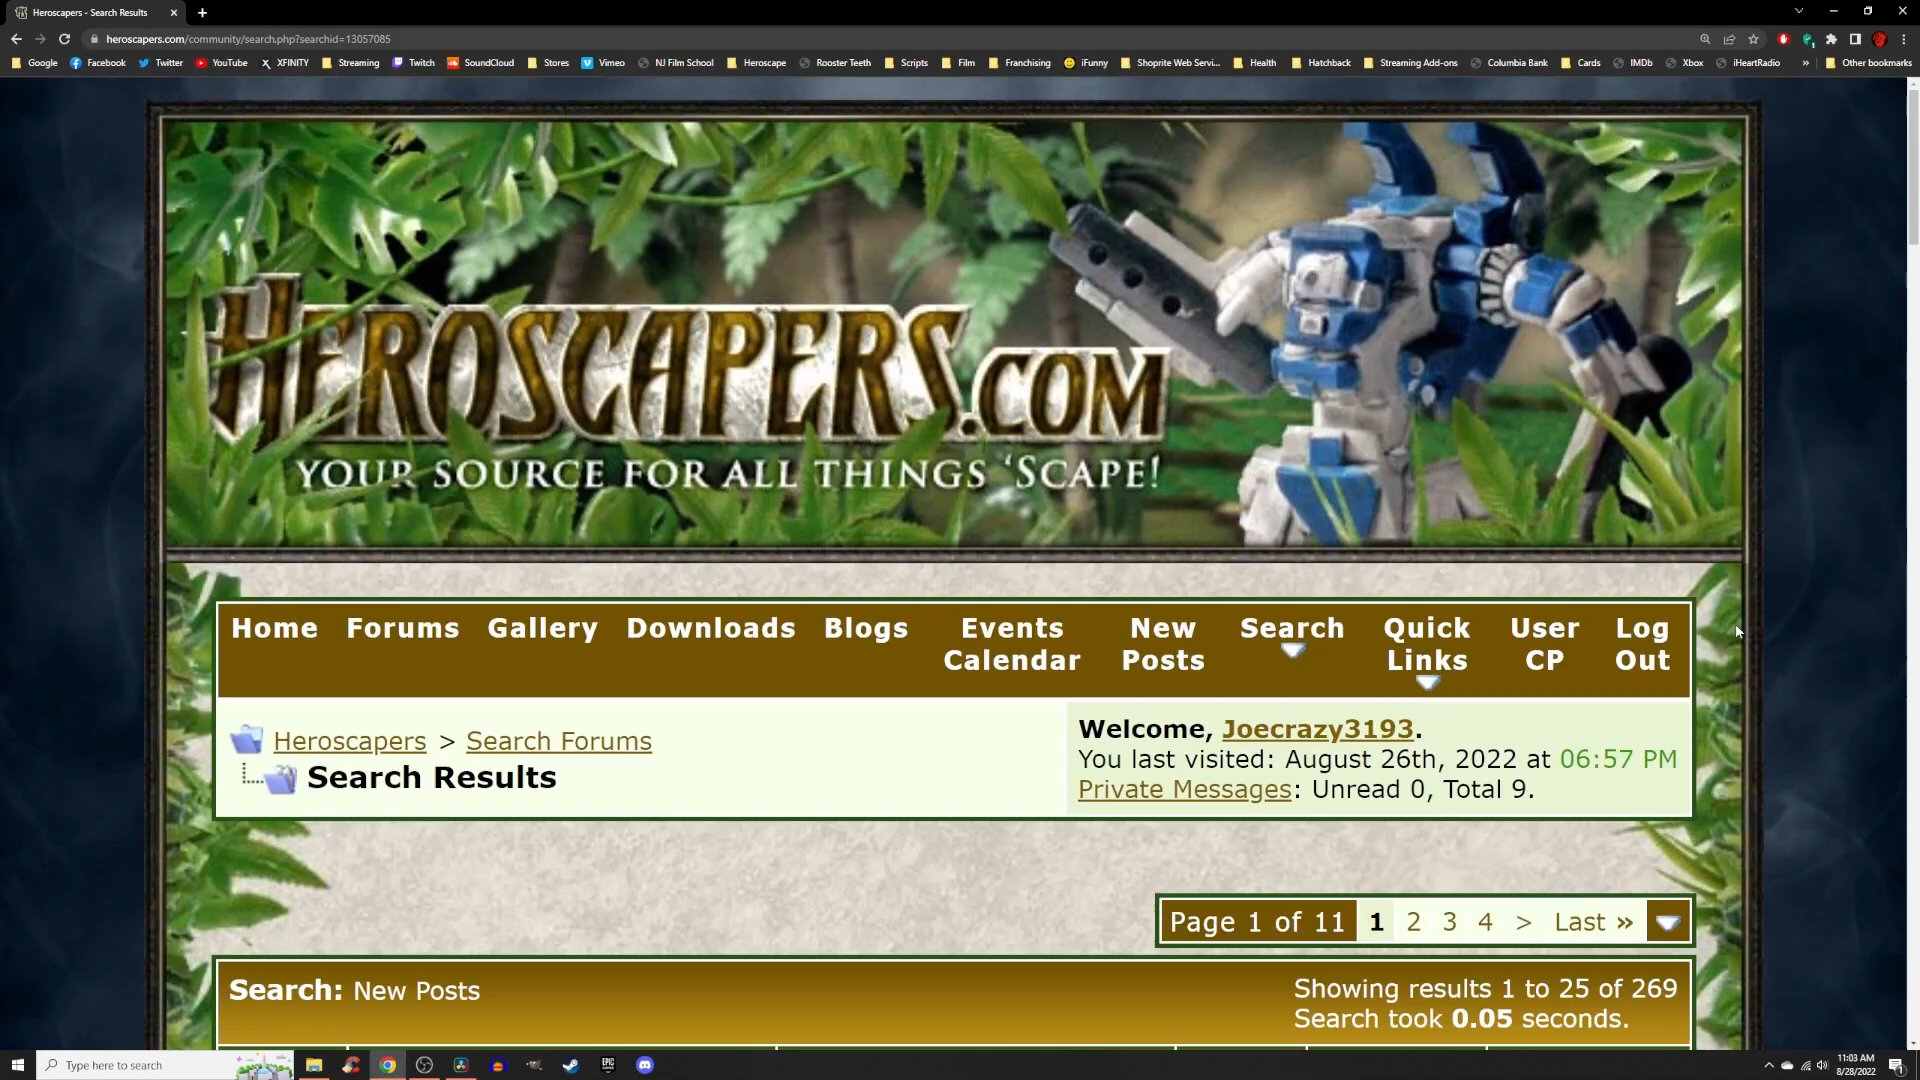 Heroscapers - Search Results
heroscapers.com/community/search.php?searchid=13057085
Google Facebook Twitter YouTube XFINITY Streaming Twitch SoundCloud Stores Vimeo NJ Film School Heroscape Rooster Teeth Scripts Film Franchising iFunny Shoprite Web Servi... Health Hatchback Streaming Add-ons Columbia Bank Cards IMDb Xbox iHeartRadio » Other bookmarks
HEROSCAPERS.COM
YOUR SOURCE FOR ALL THINGS 'SCAPE!
Home Forums Gallery Downloads Blogs Events Calendar New Posts Search Quick Links User CP Log Out
Heroscapers > Search Forums
Search Results
Welcome, Joecrazy3193.
You last visited: August 26th, 2022 at 06:57 PM
Private Messages: Unread 0, Total 9.
Page 1 of 11 1 2 3 4 > Last »
Search: New Posts
Showing results 1 to 25 of 269
Search took 0.05 seconds.
Type here to search
EPIC GAMES
11:03 AM
8/28/2022